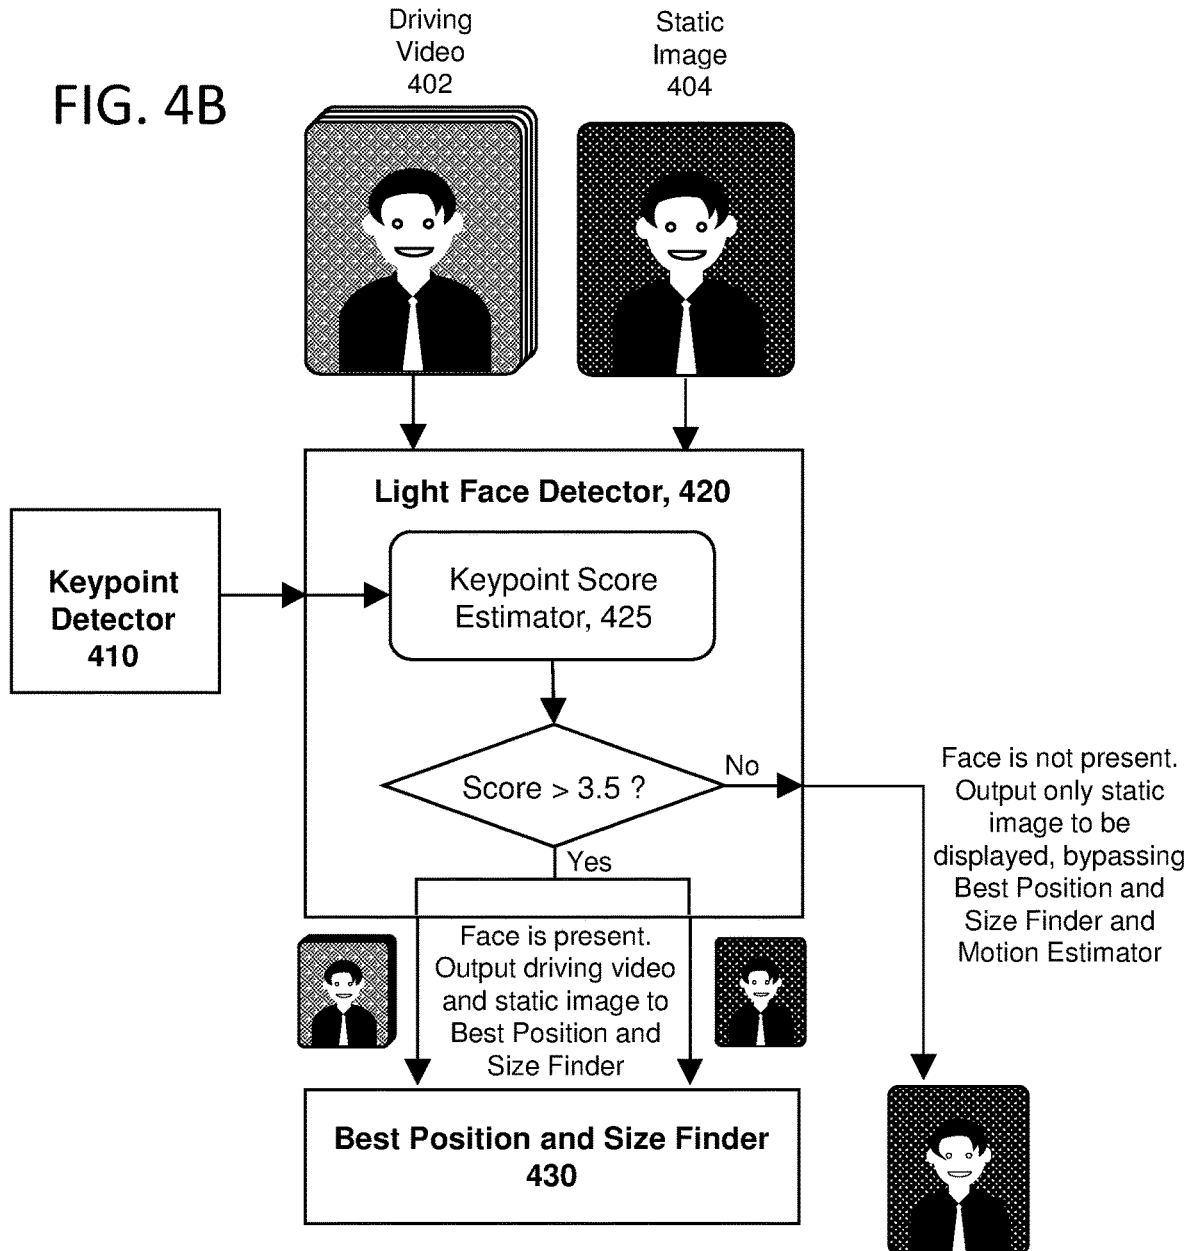 Driving
Video
402
Static
Image
404
FIG. 4B
Light Face Detector, 420
Keypoint
Detector
410
Keypoint Score
Estimator, 425
Score > 3.5 ?
No
Yes
Face is not present.
Output only static
image to be
displayed, bypassing
Best Position and
Size Finder and
Motion Estimator
Face is present.
Output driving video
and static image to
Best Position and
Size Finder
Best Position and Size Finder
430